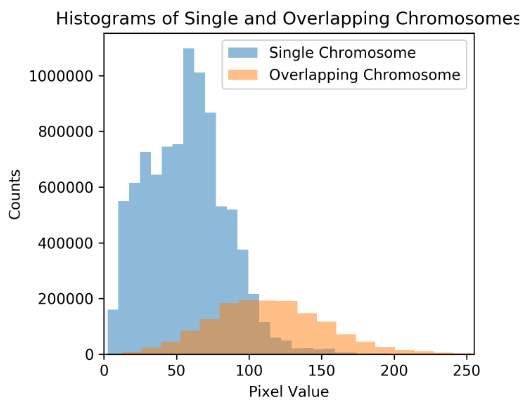 Histograms of Single and Overlapping Chromosomes
Single Chromosome
Overlapping Chromosome
1000000
800000
600000
400000
200000
0
Counts
0 50 100 150 200 250
Pixel Value